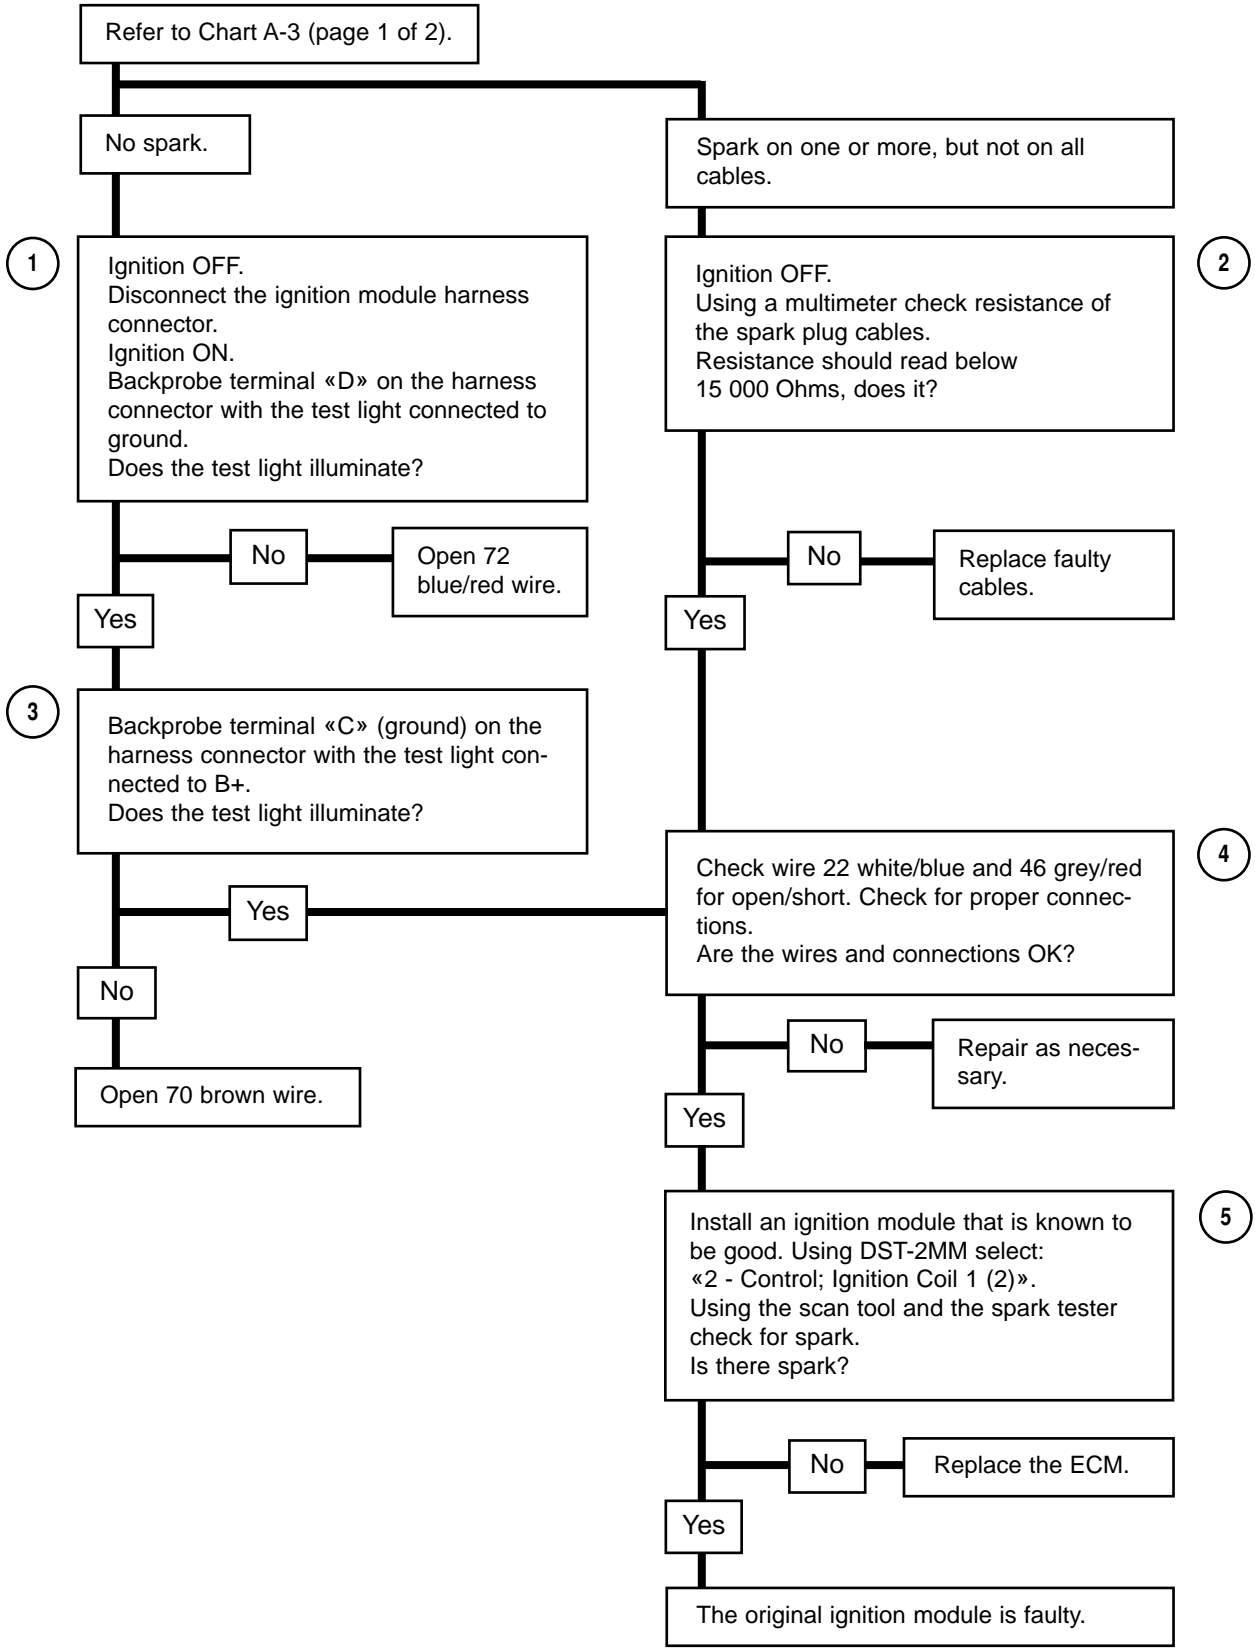 Refer to Chart A-3 (page 1 of 2).
No spark.
Spark on one or more, but not on all
cables.
1
Ignition OFF.
Disconnect the ignition module harness
connector.
Ignition ON.
Backprobe terminal «D» on the harness
connector with the test light connected to
ground.
Does the test light illuminate?
2
Ignition OFF.
Using a multimeter check resistance of
the spark plug cables.
Resistance should read below
15 000 Ohms, does it?
No
Open 72
blue/red wire.
Yes
No
Replace faulty
cables.
Yes
3
Backprobe terminal «C» (ground) on the
harness connector with the test light con-
nected to B+.
Does the test light illuminate?
4
Check wire 22 white/blue and 46 grey/red
for open/short. Check for proper connec-
tions.
Are the wires and connections OK?
Yes
No
Open 70 brown wire.
No
Repair as neces-
sary.
Yes
5
Install an ignition module that is known to
be good. Using DST-2MM select:
«2 - Control; Ignition Coil 1 (2)».
Using the scan tool and the spark tester
check for spark.
Is there spark?
No
Replace the ECM.
Yes
The original ignition module is faulty.